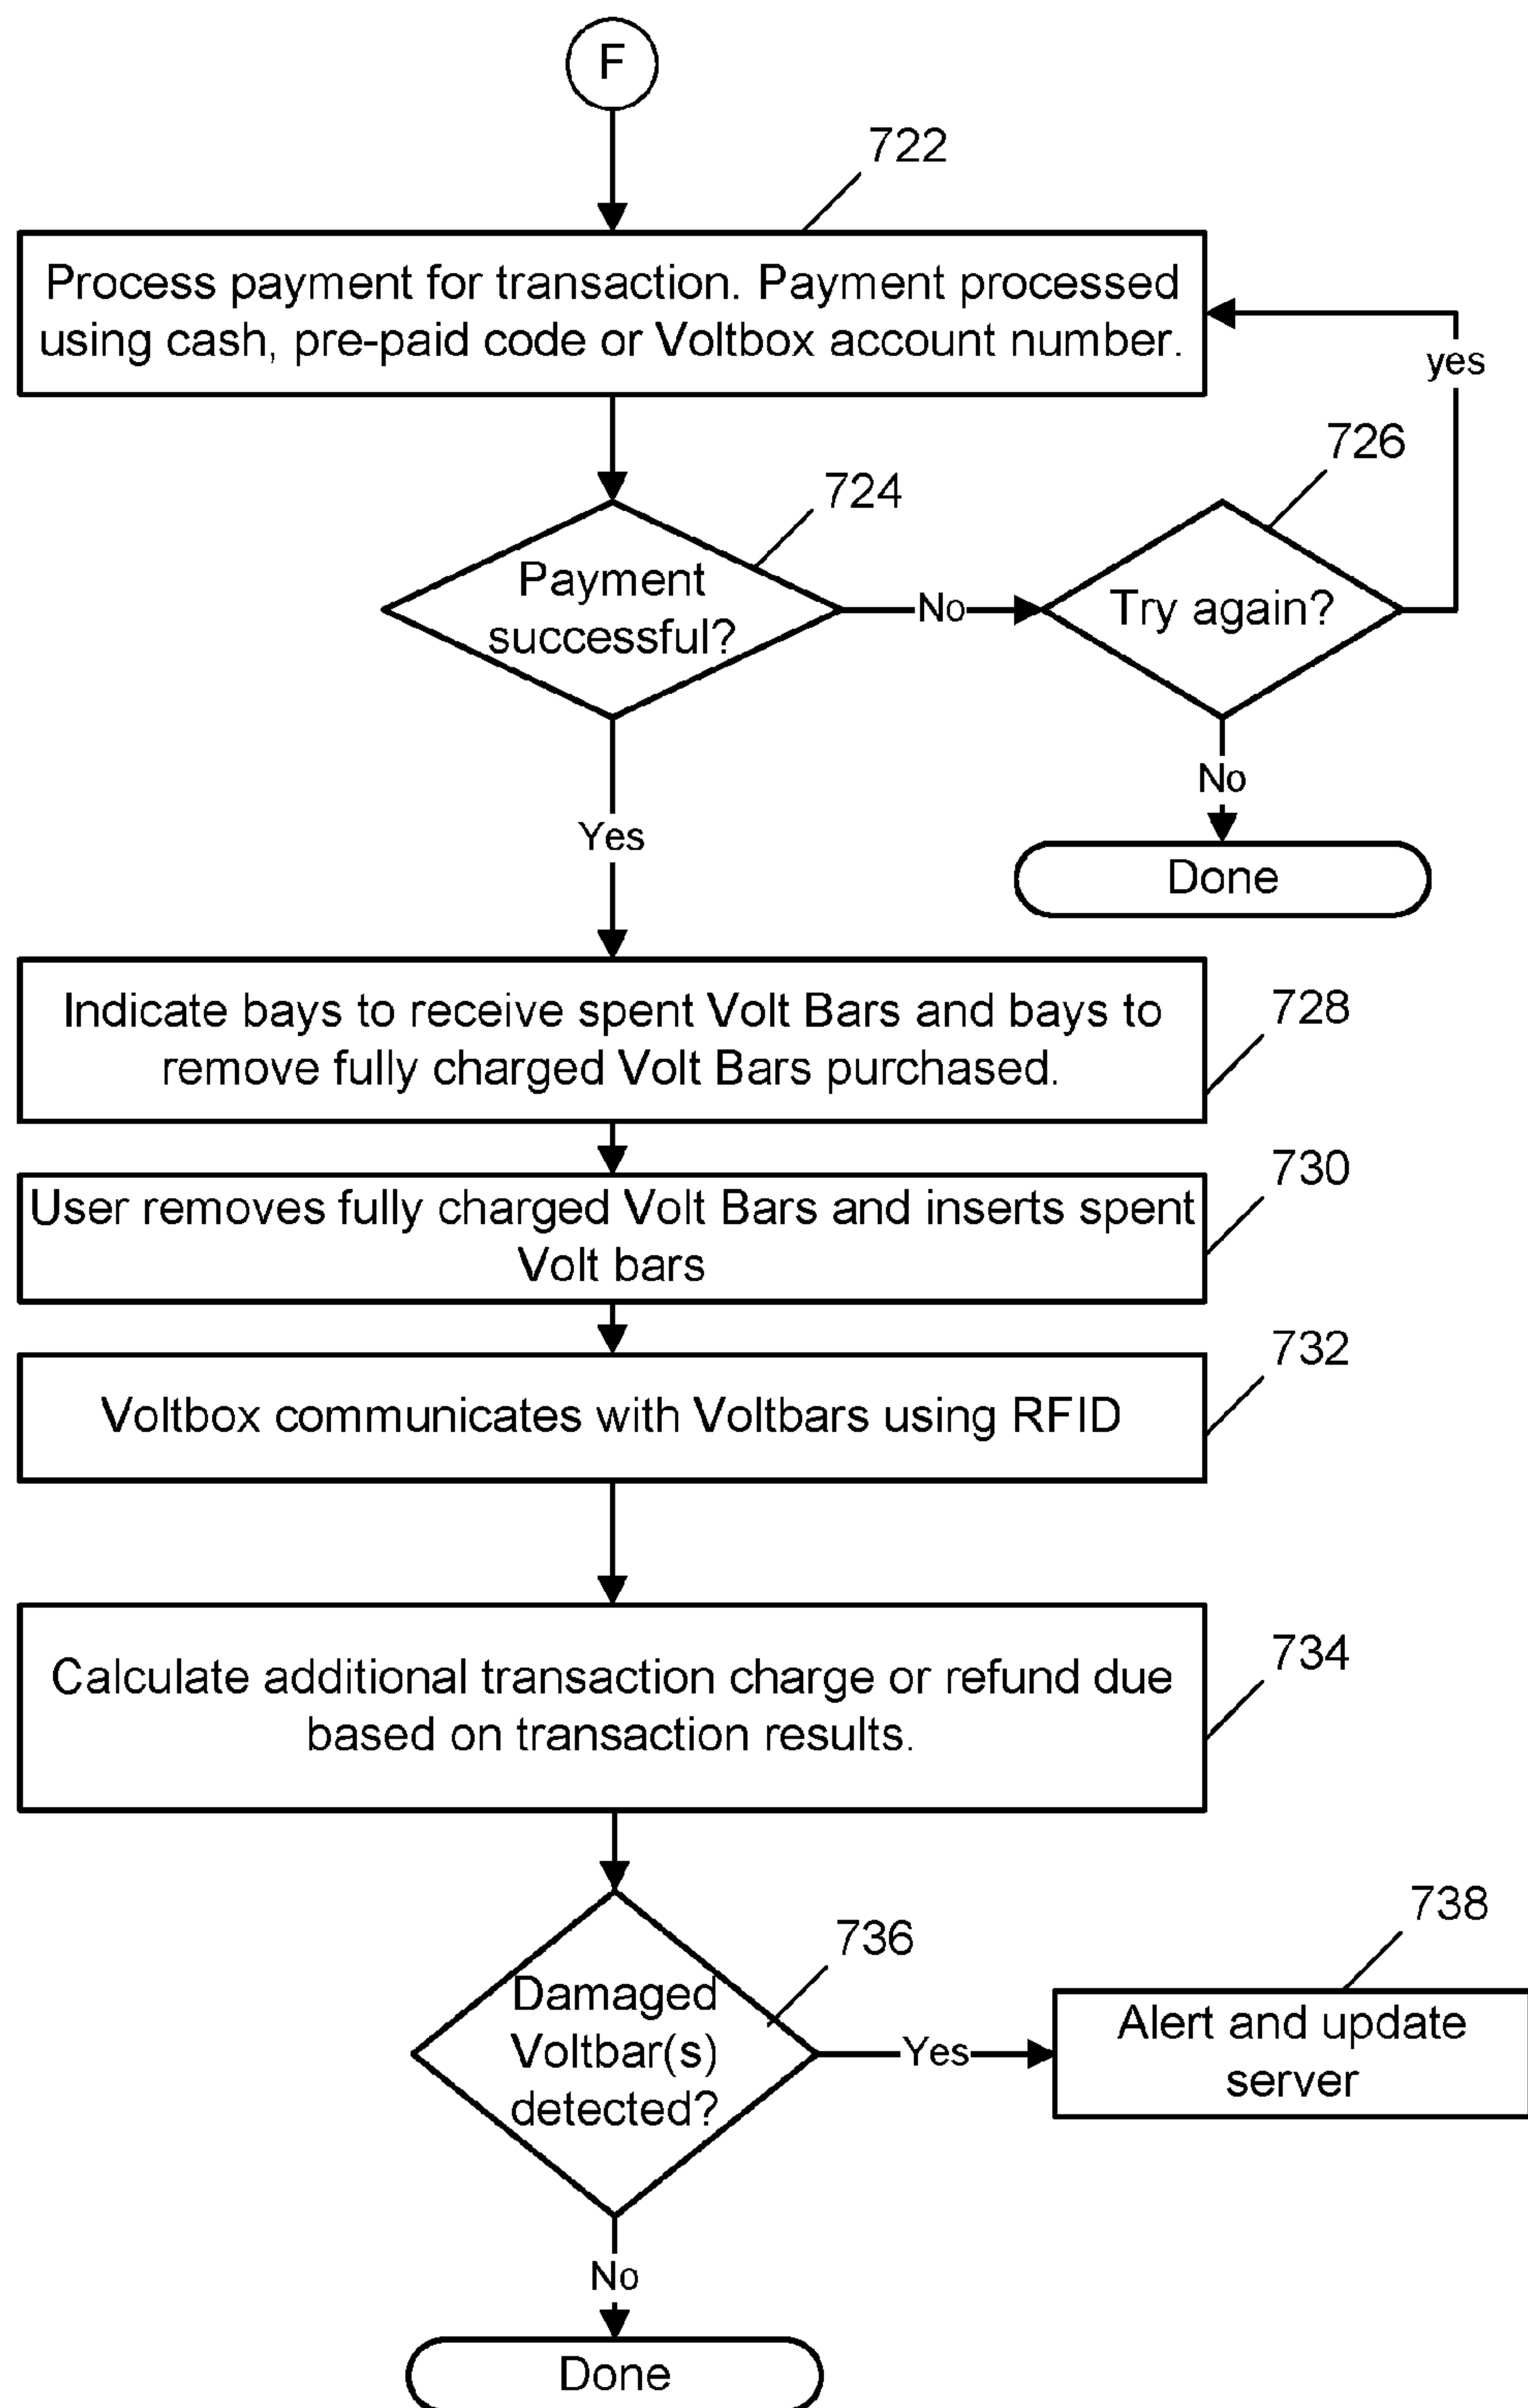 F
722
Process payment for transaction. Payment processed
using cash, pre-paid code or Voltbox account number.
yes
726
724
Payment
successful?
No
Try again?
No
Yes
Done
Indicate bays to receive spent Volt Bars and bays to
remove fully charged Volt Bars purchased.
728
730
User removes fully charged Volt Bars and inserts spent
Volt bars
732
Voltbox communicates with Voltbars using RFID
734
Calculate additional transaction charge or refund due
based on transaction results.
738
736
Damaged
Voltbar(s)
detected?
Yes
Alert and update
server
No
Done